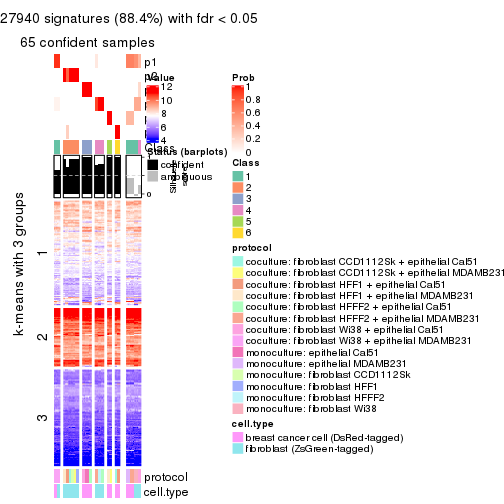 27940 signatures (88.4%) with fdr < 0.05
65 confident samples
p1
Value
12
10
8
6
4
Prob
1
0.8
0.6
0.4
0.2
0
Class
1
2
3
4
5
6
Status (barplots)
confident
ambiguous
Silhouette
score
0
k-means with 3 groups
1
2
3
protocol
coculture: fibroblast CCD1112Sk + epithelial Cal51
coculture: fibroblast CCD1112Sk + epithelial MDAMB231
coculture: fibroblast HFF1 + epithelial Cal51
coculture: fibroblast HFF1 + epithelial MDAMB231
coculture: fibroblast HFFF2 + epithelial Cal51
coculture: fibroblast HFFF2 + epithelial MDAMB231
coculture: fibroblast Wi38 + epithelial Cal51
coculture: fibroblast Wi38 + epithelial MDAMB231
monoculture: epithelial Cal51
monoculture: epithelial MDAMB231
monoculture: fibroblast CCD1112Sk
monoculture: fibroblast HFF1
monoculture: fibroblast HFFF2
monoculture: fibroblast Wi38
cell.type
breast cancer cell (DsRed-tagged)
fibroblast (ZsGreen-tagged)
protocol
cell.type